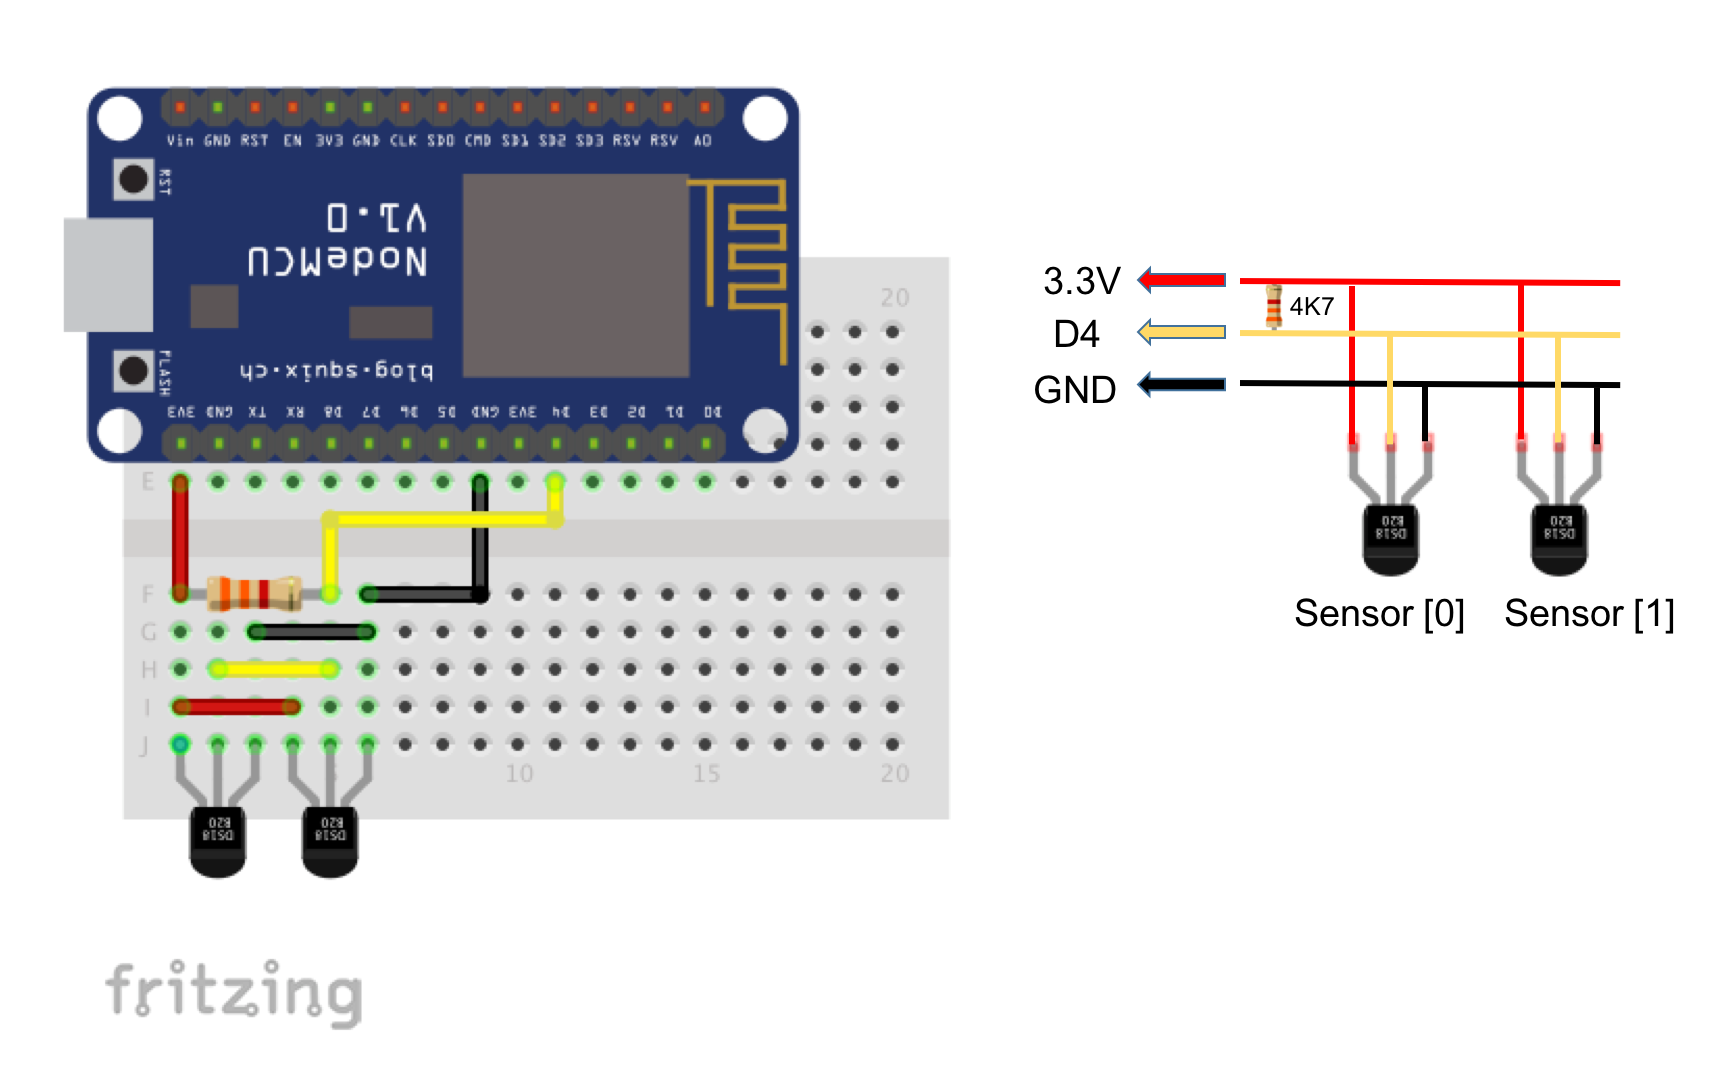 Vin GND RST EN 3V3 GND CLK SD0 CMD SD1 SD2 SD3 RSV RSV A0
RST
V1.0
NodeMCU
blog.squix.ch
FLASH
3V3 GND TX RX D8 D7 D6 D5 GND 3V3 D4 D3 D2 D1 D0
20
E
F
G
H
I
J
10 15 20
DS18
B20
DS18
B20
fritzing
3.3V
4K7
D4
GND
DS18
B20
DS18
B20
Sensor [0] Sensor [1]